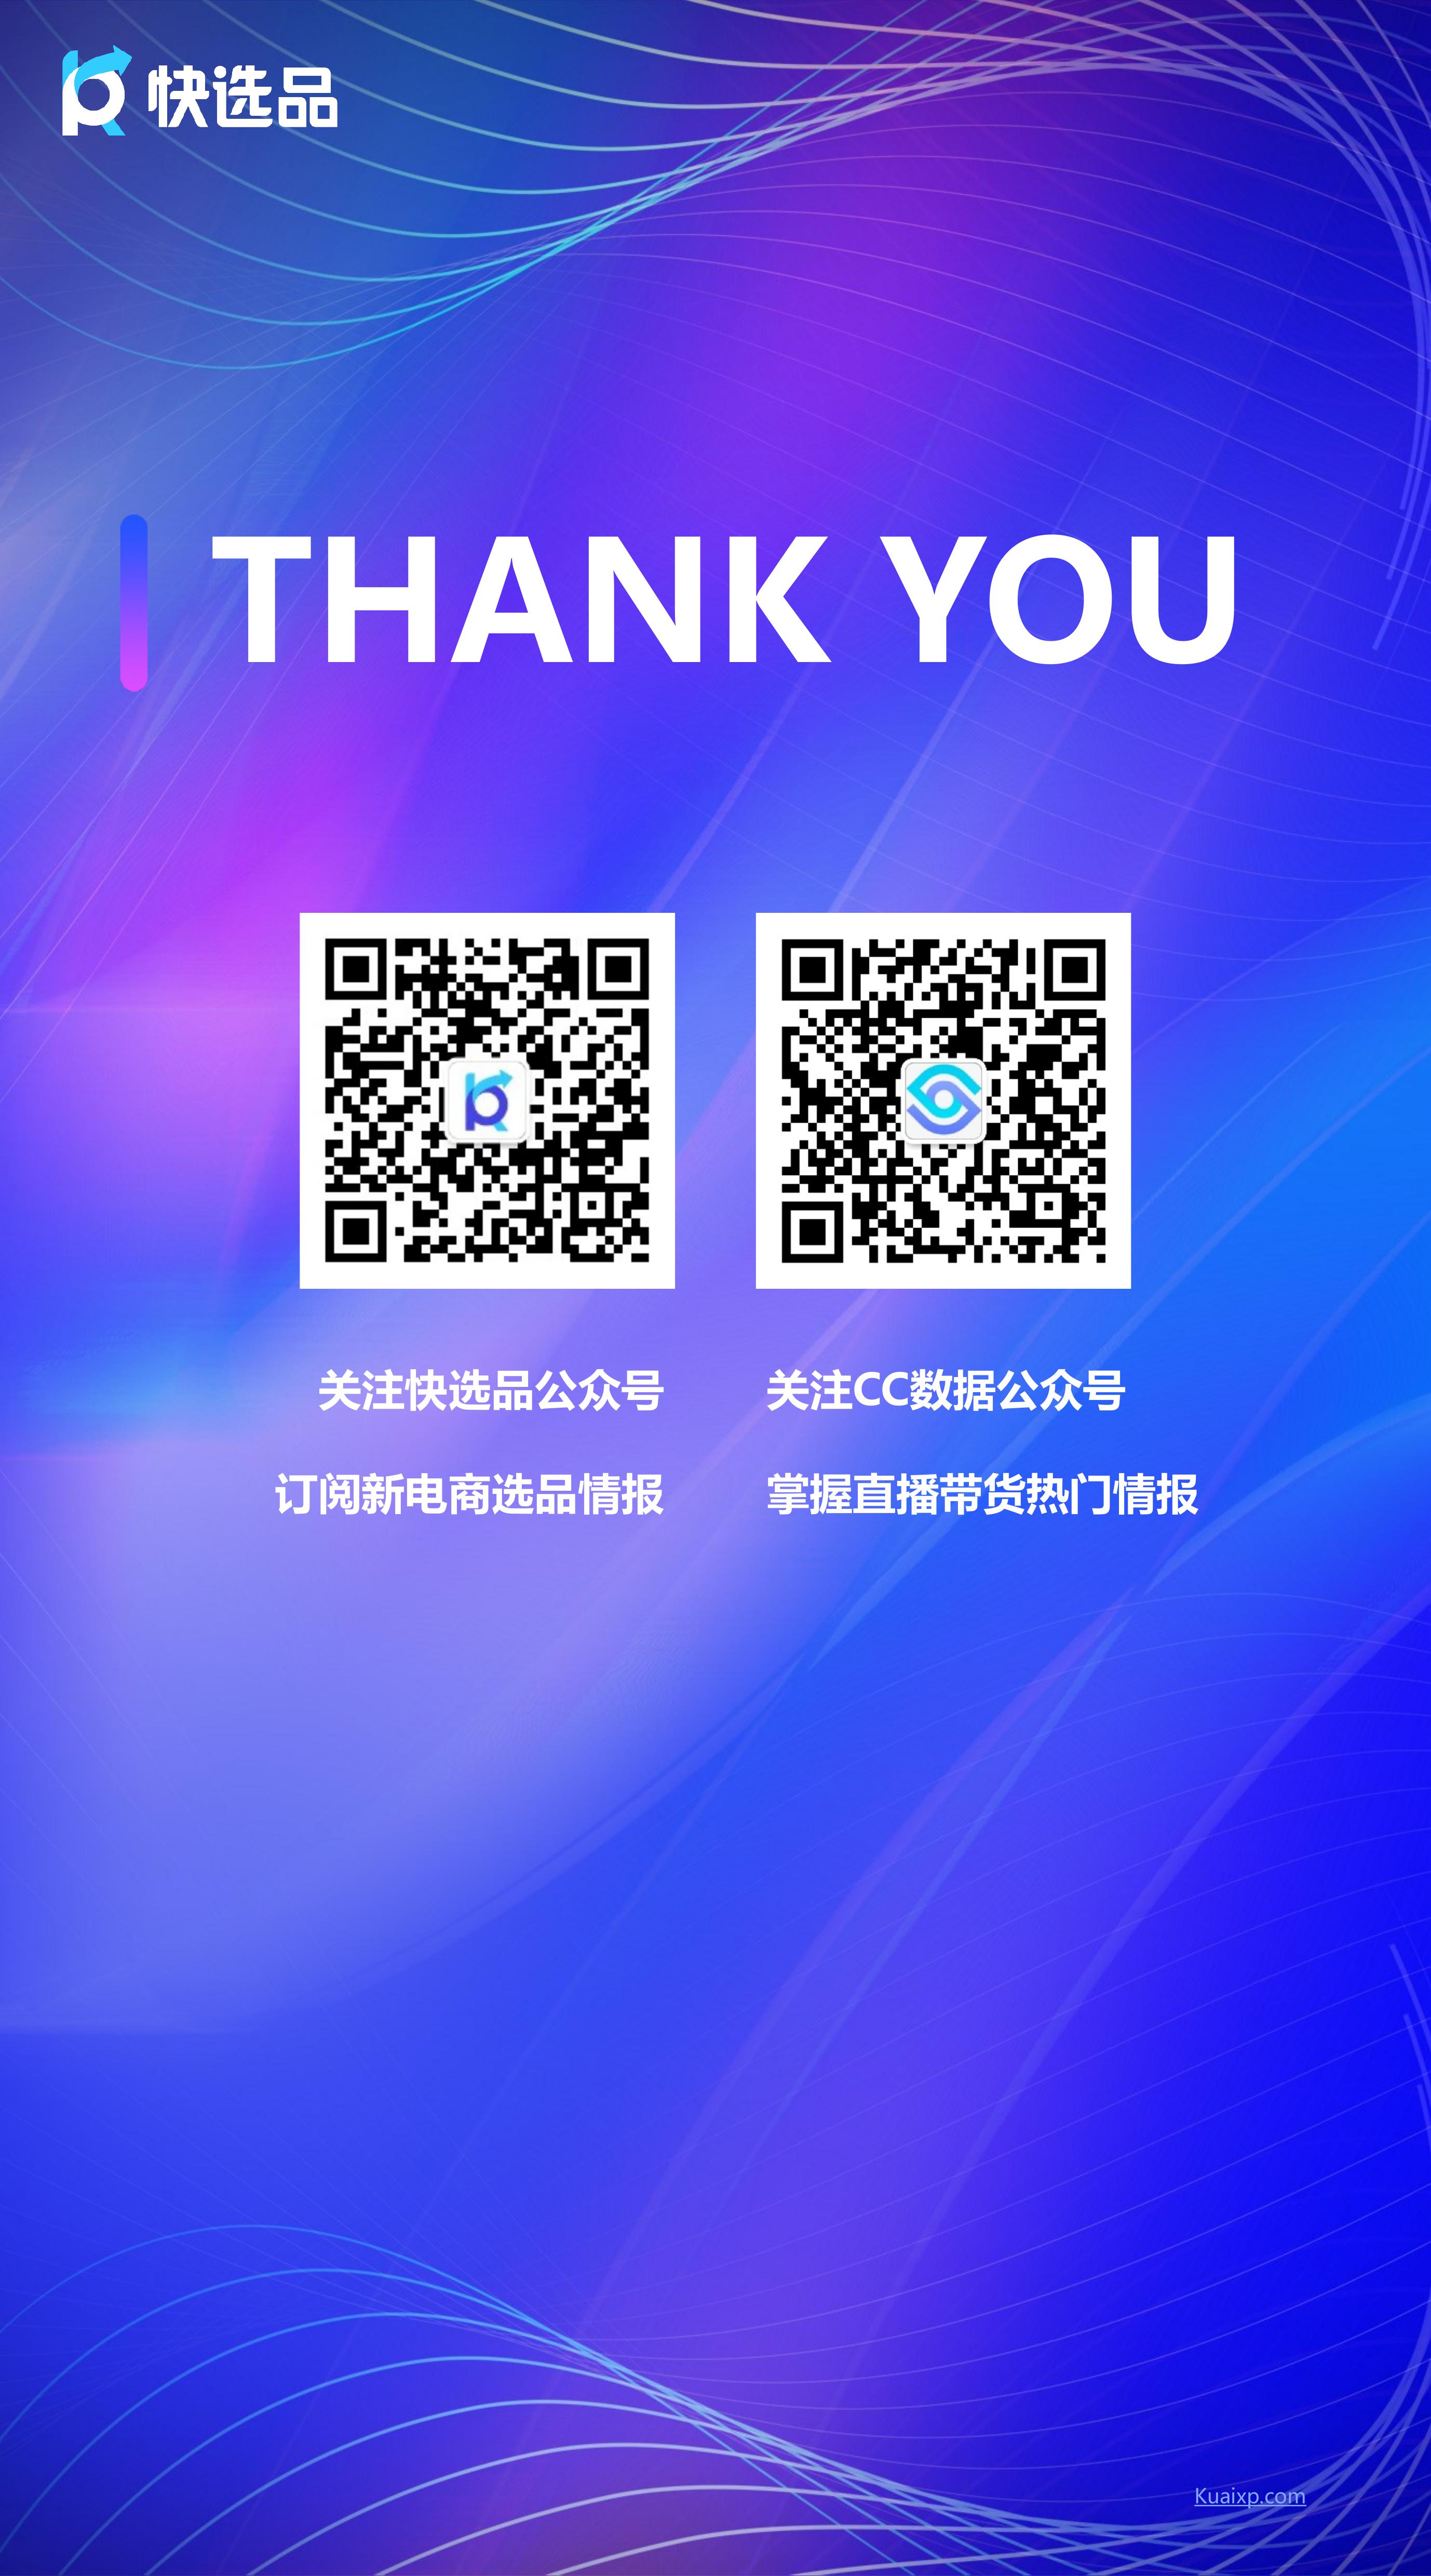 快选品
THANK YOU
关注快选品公众号
订阅新电商选品情报
关注CC数据公众号
掌握直播带货热门情报
Kuaixp.com